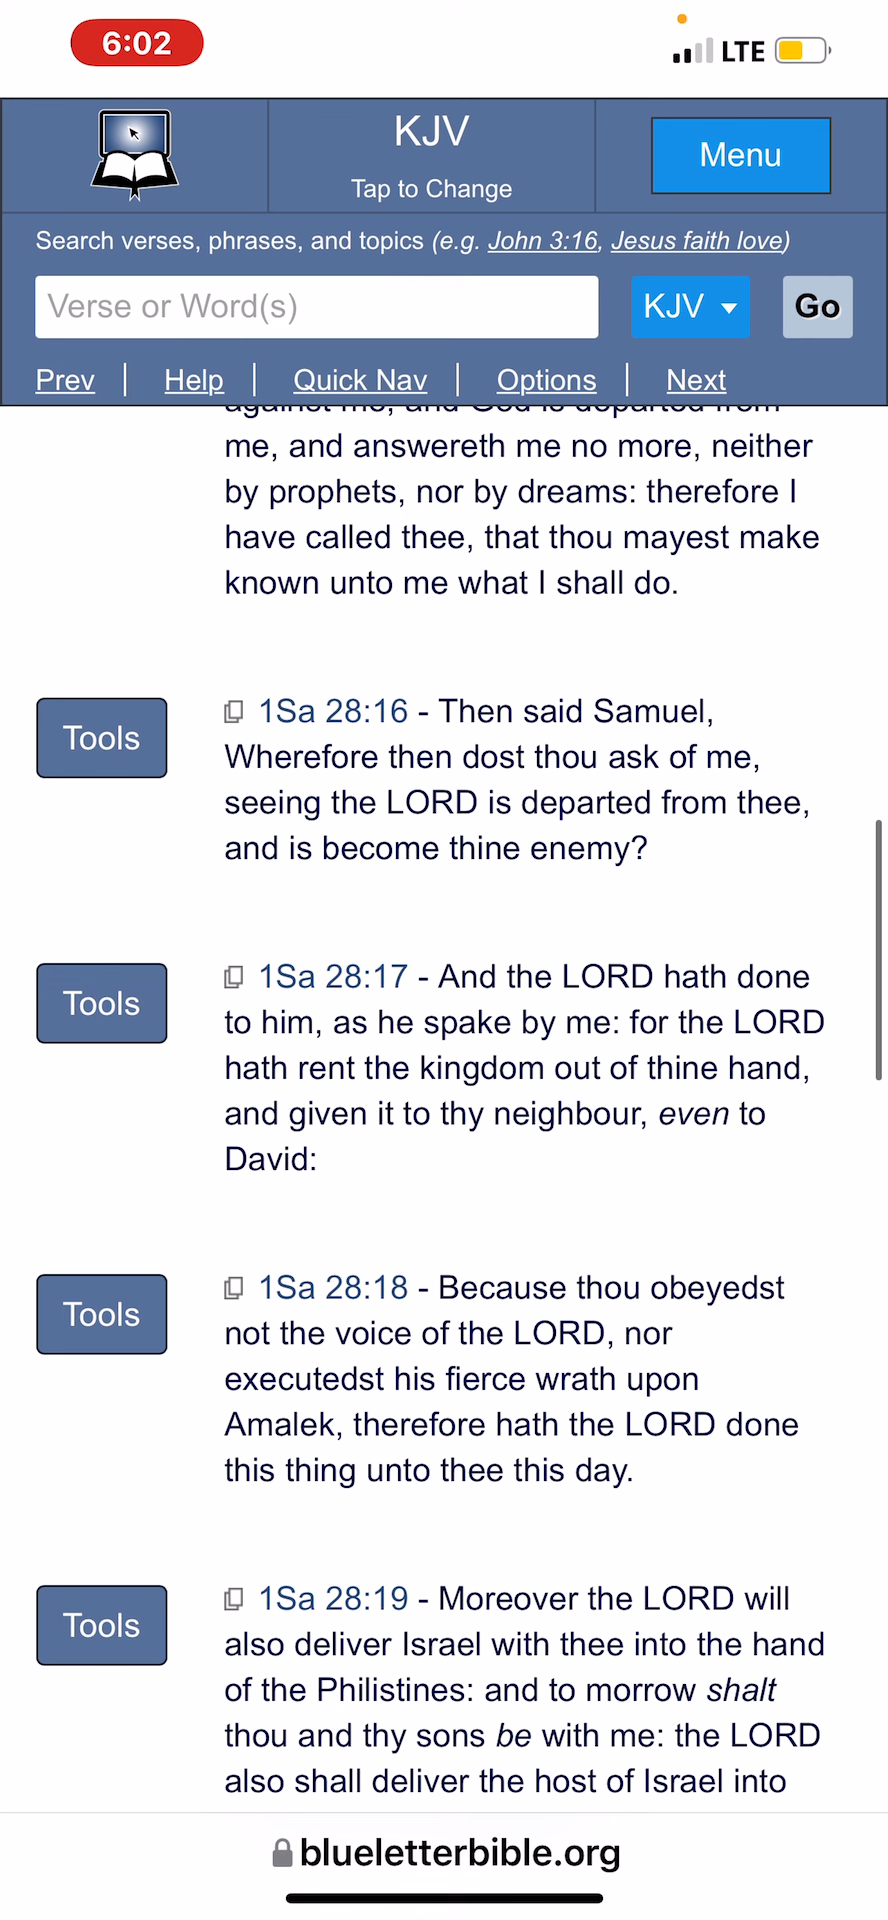 6:02
LTE
KJV
Tap to Change
Menu
Search verses, phrases, and topics (e.g. John 3:16, Jesus faith love)
Verse or Word(s)
KJV
Go
Prev | Help | Quick Nav | Options | Next
against me, and God is departed from
me, and answereth me no more, neither
by prophets, nor by dreams: therefore I
have called thee, that thou mayest make
known unto me what I shall do.
Tools
1Sa 28:16 - Then said Samuel,
Wherefore then dost thou ask of me,
seeing the LORD is departed from thee,
and is become thine enemy?
Tools
1Sa 28:17 - And the LORD hath done
to him, as he spake by me: for the LORD
hath rent the kingdom out of thine hand,
and given it to thy neighbour, even to
David:
Tools
1Sa 28:18 - Because thou obeyedst
not the voice of the LORD, nor
executedst his fierce wrath upon
Amalek, therefore hath the LORD done
this thing unto thee this day.
Tools
1Sa 28:19 - Moreover the LORD will
also deliver Israel with thee into the hand
of the Philistines: and to morrow shalt
thou and thy sons be with me: the LORD
also shall deliver the host of Israel into
blueletterbible.org